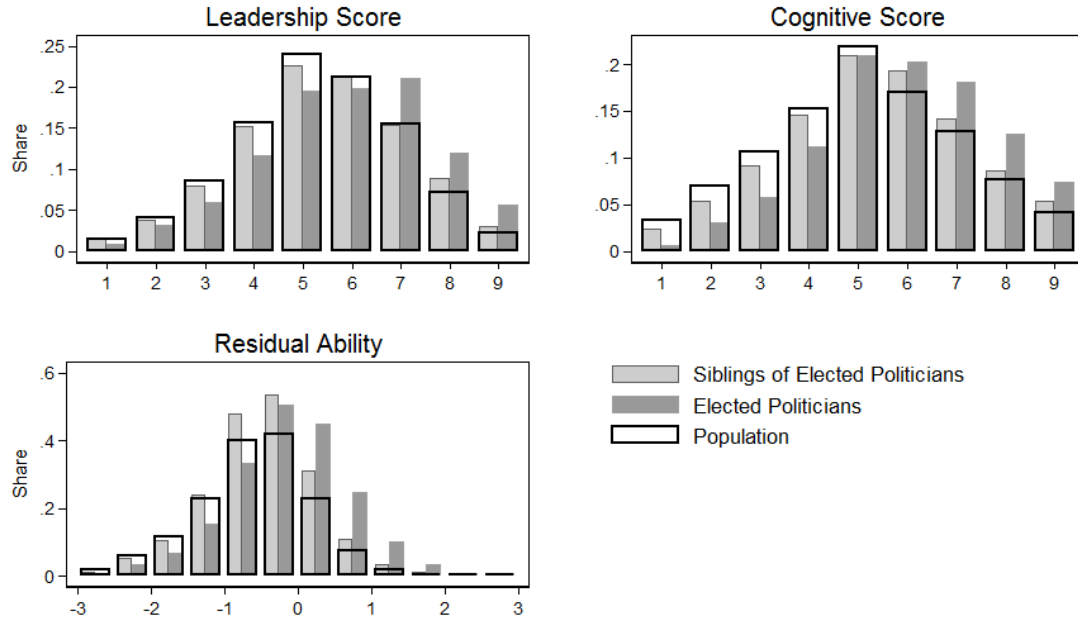 Leadership Score
Cognitive Score
Share
.25
.2
.15
.1
.05
0
1 2 3 4 5 6 7 8 9
.2
.15
.1
.05
0
1 2 3 4 5 6 7 8 9
Residual Ability
Share
.6
.4
.2
0
-3 -2 -1 0 1 2 3
Siblings of Elected Politicians
Elected Politicians
Population